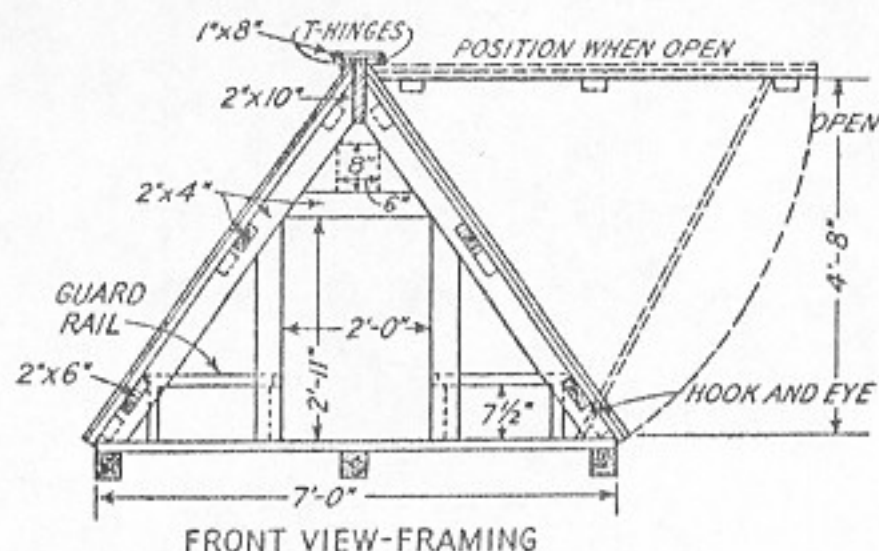 1"x8"
(T-HINGES)
POSITION WHEN OPEN
2"x10"
OPEN
8"
6"
2"x4"
4'-8"
GUARD
RAIL
2'-0"
2'-11"
2"x6"
7½"
HOOK AND EYE
7'-0"
FRONT VIEW-FRAMING